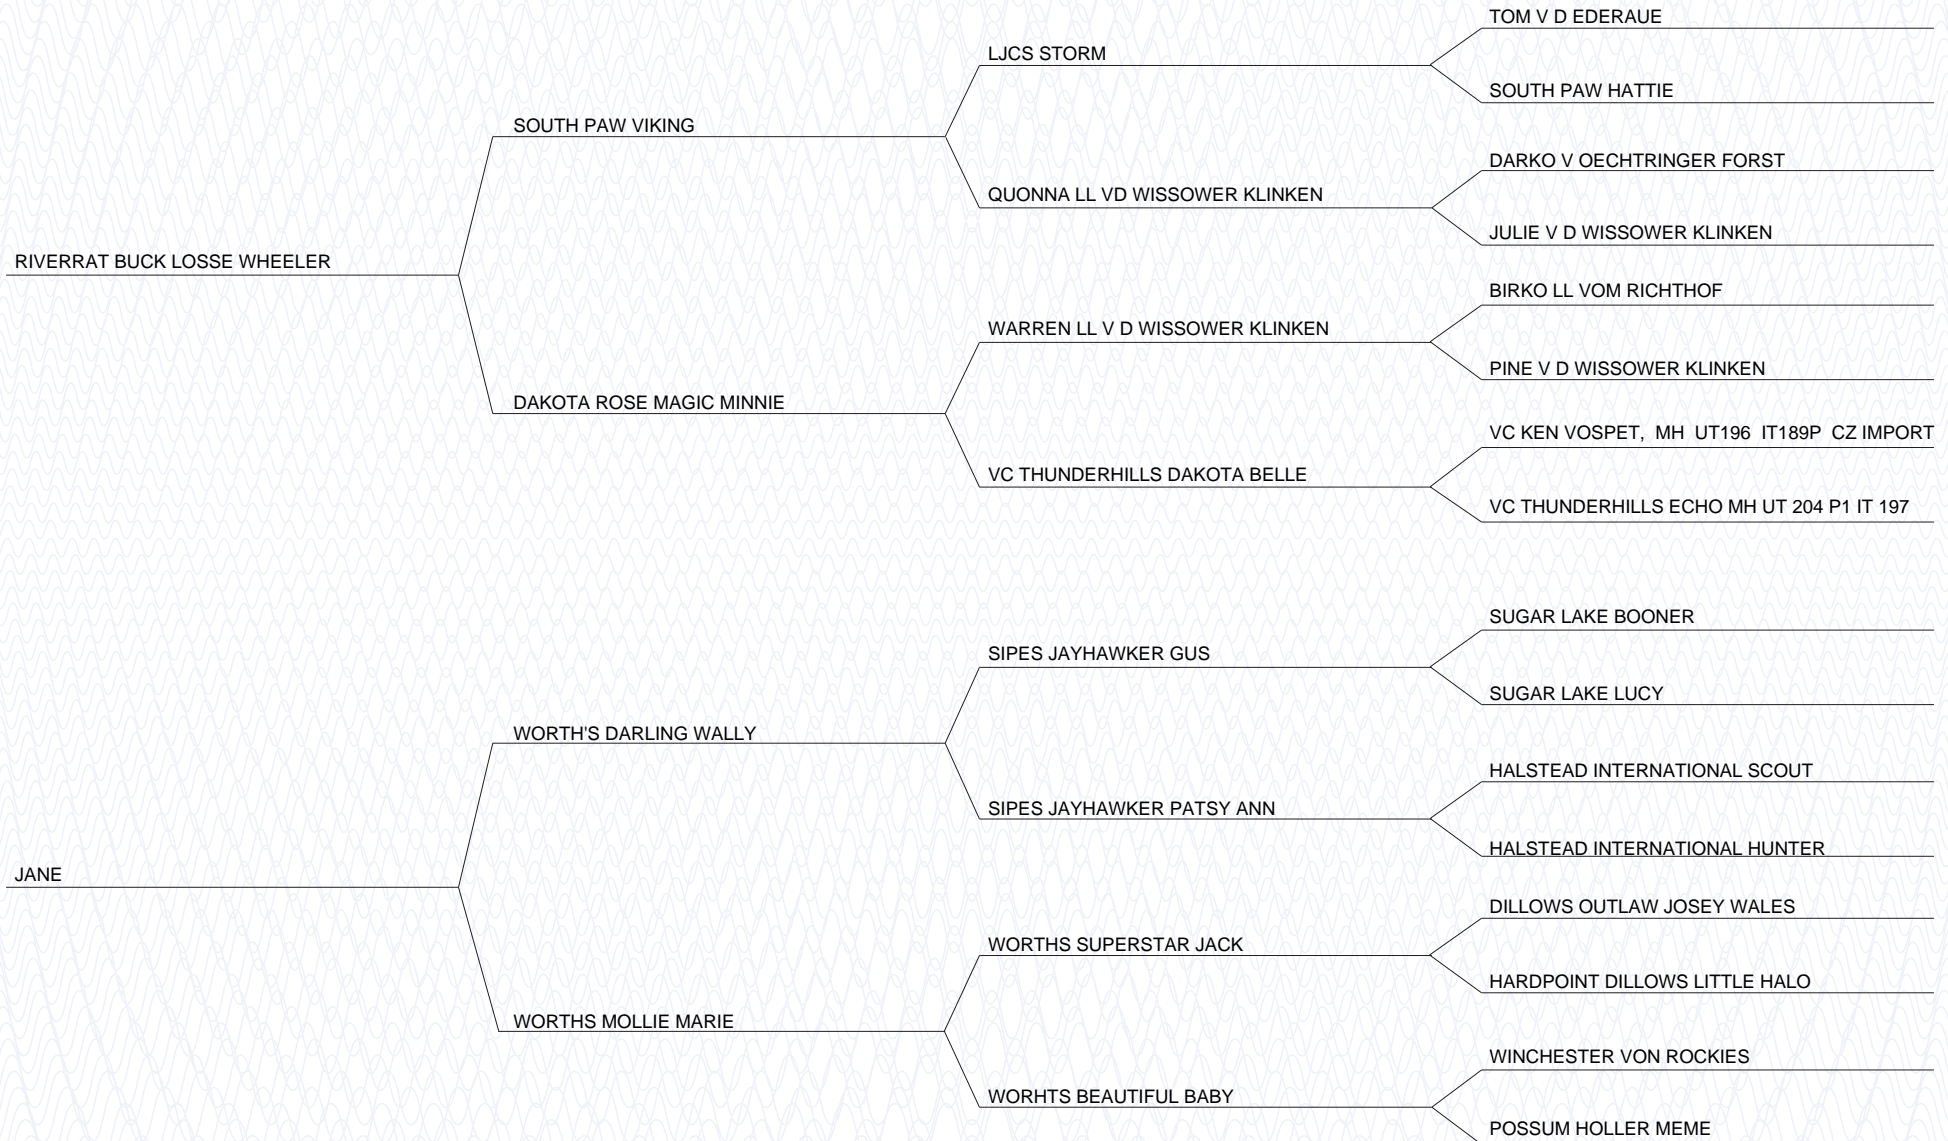 TOM V D EDERAUE
LJCS STORM
SOUTH PAW HATTIE
SOUTH PAW VIKING
DARKO V OECHTRINGER FORST
QUONNA LL VD WISSOWER KLINKEN
JULIE V D WISSOWER KLINKEN
RIVERRAT BUCK LOSSE WHEELER
BIRKO LL VOM RICHTHOF
WARREN LL V D WISSOWER KLINKEN
PINE V D WISSOWER KLINKEN
DAKOTA ROSE MAGIC MINNIE
VC KEN VOSPET,  MH  UT196  IT189P  CZ IMPORT
VC THUNDERHILLS DAKOTA BELLE
VC THUNDERHILLS ECHO MH UT 204 P1 IT 197
SUGAR LAKE BOONER
SIPES JAYHAWKER GUS
SUGAR LAKE LUCY
WORTH'S DARLING WALLY
HALSTEAD INTERNATIONAL SCOUT
SIPES JAYHAWKER PATSY ANN
HALSTEAD INTERNATIONAL HUNTER
JANE
DILLOWS OUTLAW JOSEY WALES
WORTHS SUPERSTAR JACK
HARDPOINT DILLOWS LITTLE HALO
WORTHS MOLLIE MARIE
WINCHESTER VON ROCKIES
WORHTS BEAUTIFUL BABY
POSSUM HOLLER MEME